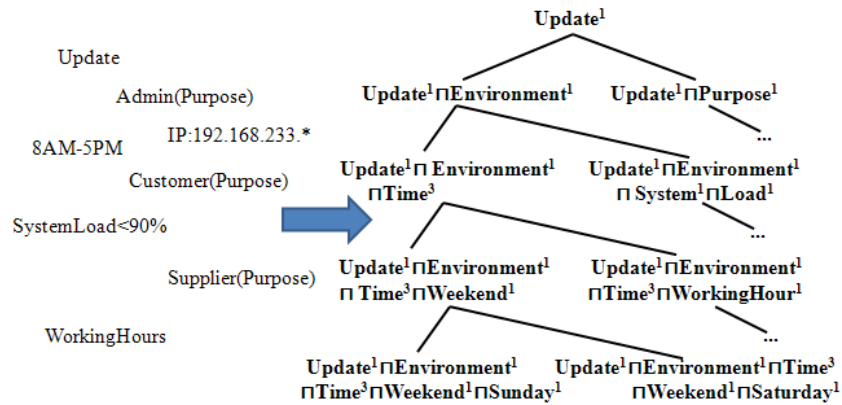 Update
Admin(Purpose)
IP:192.168.233.*
8AM-5PM
Customer(Purpose)
SystemLoad<90%
Supplier(Purpose)
WorkingHours
Update¹
Update¹⊓Environment¹
Update¹⊓Purpose¹
...
Update¹⊓ Environment¹
⊓Time³
Update¹⊓Environment¹
⊓ System¹⊓Load¹
...
Update¹⊓Environment¹
⊓ Time³⊓Weekend¹
Update¹⊓Environment¹
⊓Time³⊓WorkingHour¹
...
Update¹⊓Environment¹
⊓Time³⊓Weekend¹⊓Sunday¹
Update¹⊓Environment¹⊓Time³
⊓Weekend¹⊓Saturday¹